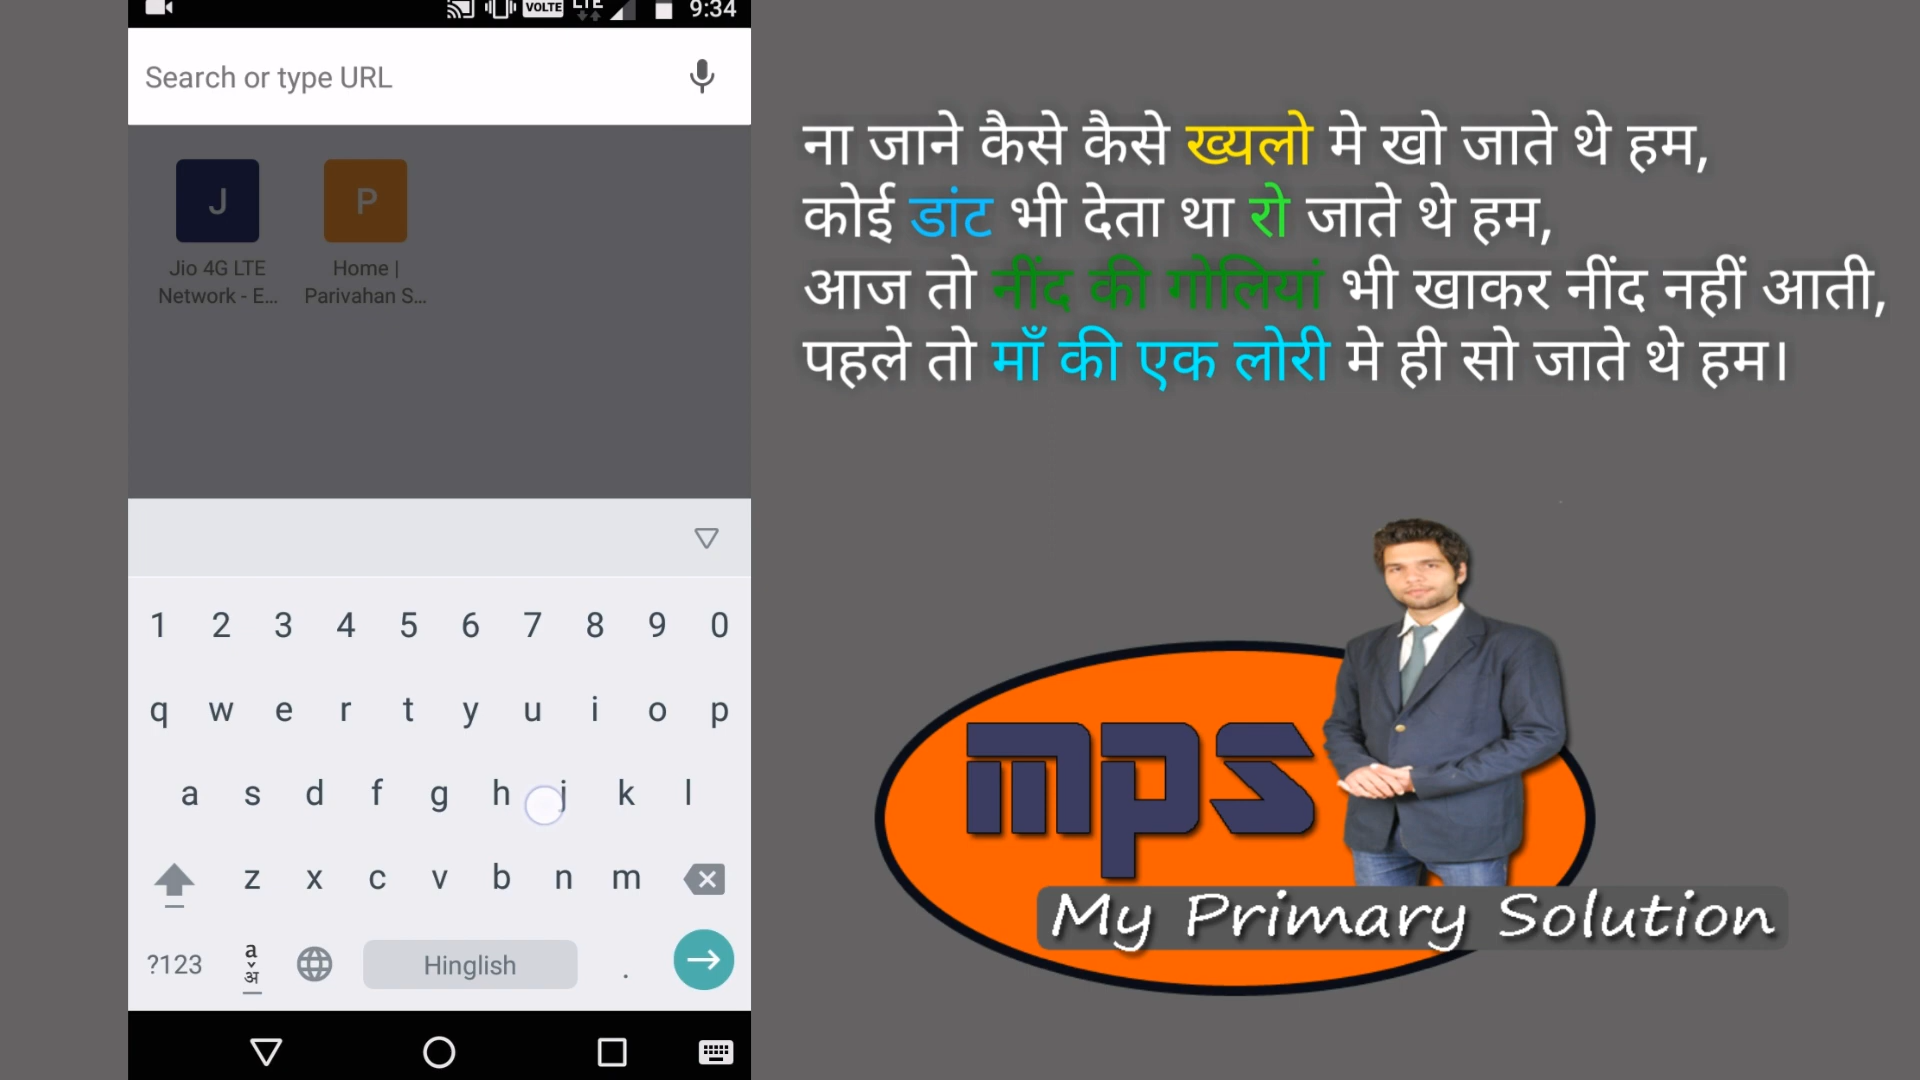 VOLTE LTE 9:34
Search or type URL
J
P
Jio 4G LTE
Network - E...
Home |
Parivahan S...
1 2 3 4 5 6 7 8 9 0
q w e r t y u i o p
a s d f g h j k l
z x c v b n m
?123 a अ Hinglish .
ना जाने कैसे कैसे ख्यलो मे खो जाते थे हम,
कोई डांट भी देता था रो जाते थे हम,
आज तो नींद की गोलियां भी खाकर नींद नहीं आती,
पहले तो माँ की एक लोरी मे ही सो जाते थे हम।
mps
My Primary Solution